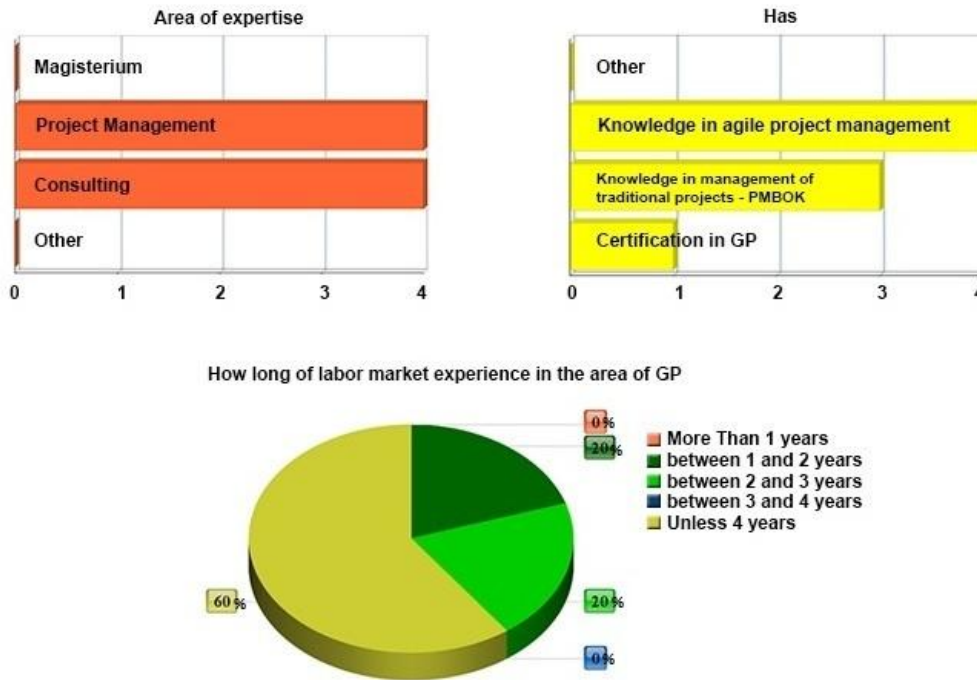 Area of expertise
Magisterium
Project Management
Consulting
Other
0 1 2 3 4
Has
Other
Knowledge in agile project management
Knowledge in management of
traditional projects - PMBOK
Certification in GP
0 1 2 3 4
How long of labor market experience in the area of GP
0%
20%
60%
20%
0%
More Than 1 years
between 1 and 2 years
between 2 and 3 years
between 3 and 4 years
Unless 4 years